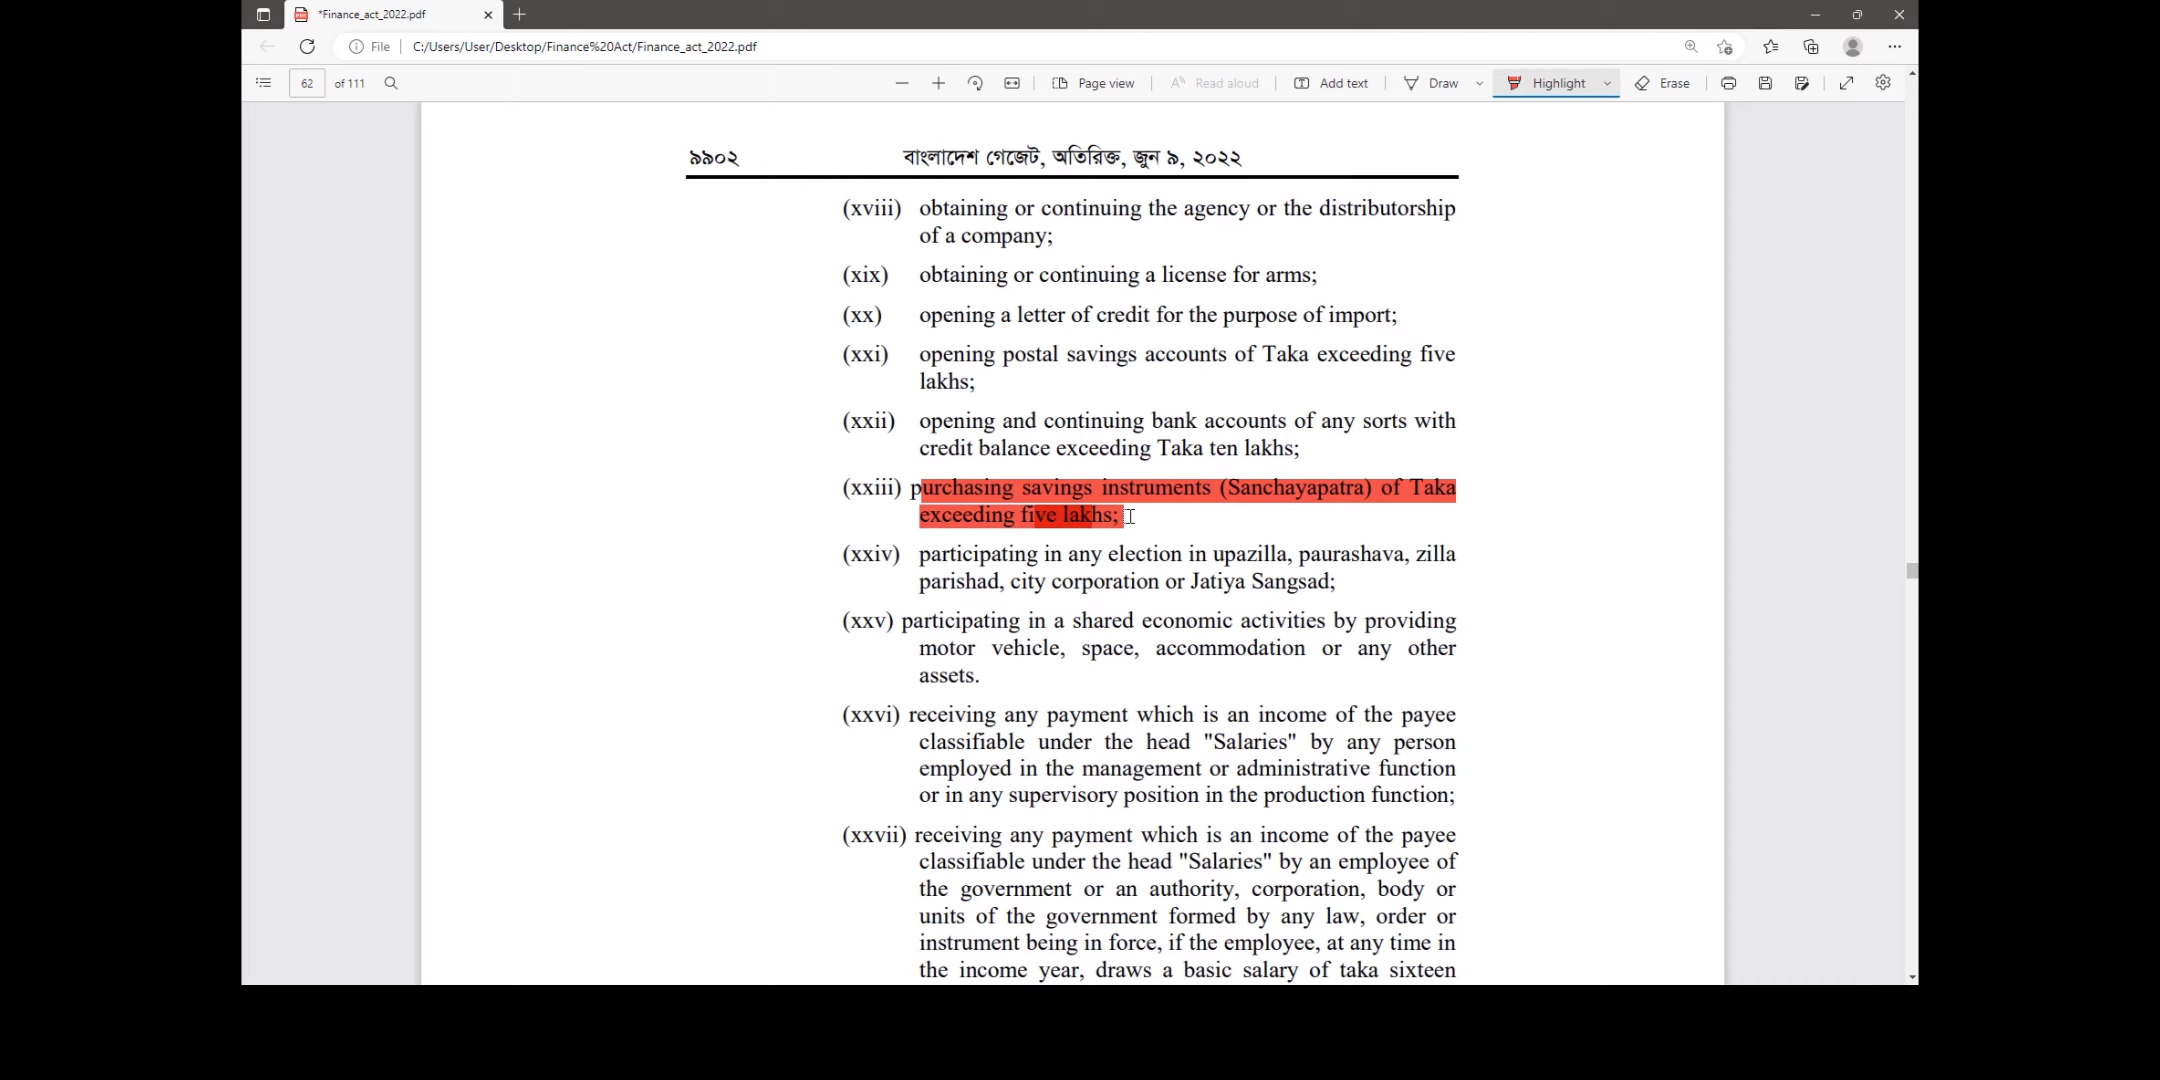 *Finance_act_2022.pdf
File
C:/Users/User/Desktop/Finance%20Act/Finance_act_2022.pdf
62 of 111
Page view
Read aloud
Add text
Draw
Highlight
Erase
৯৯০২ বাংলাদেশ গেজেট, অতিরিক্ত, জুন ৯, ২০২২
(xviii) obtaining or continuing the agency or the distributorship
of a company;
(xix) obtaining or continuing a license for arms;
(xx) opening a letter of credit for the purpose of import;
(xxi) opening postal savings accounts of Taka exceeding five
lakhs;
(xxii) opening and continuing bank accounts of any sorts with
credit balance exceeding Taka ten lakhs;
(xxiii) purchasing savings instruments (Sanchayapatra) of Taka
exceeding five lakhs;
(xxiv) participating in any election in upazilla, paurashava, zilla
parishad, city corporation or Jatiya Sangsad;
(xxv) participating in a shared economic activities by providing
motor vehicle, space, accommodation or any other
assets.
(xxvi) receiving any payment which is an income of the payee
classifiable under the head "Salaries" by any person
employed in the management or administrative function
or in any supervisory position in the production function;
(xxvii) receiving any payment which is an income of the payee
classifiable under the head "Salaries" by an employee of
the government or an authority, corporation, body or
units of the government formed by any law, order or
instrument being in force, if the employee, at any time in
the income year, draws a basic salary of taka sixteen